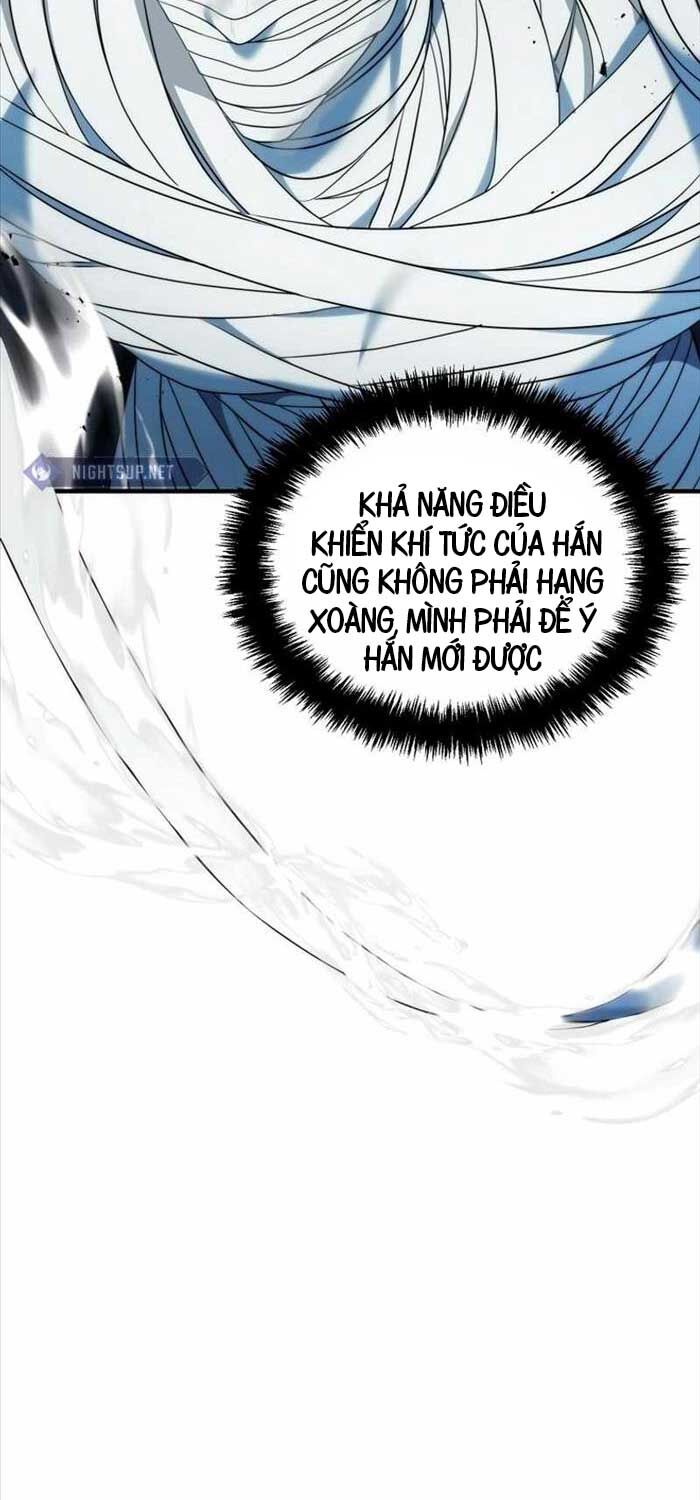 NIGHTSUP.NET
KHẢ NĂNG ĐIỀU
KHIỂN KHÍ TỨC CỦA HẮN
CŨNG KHÔNG PHẢI HẠNG
XOÀNG, MÌNH PHẢI ĐỂ Ý
HẮN MỚI ĐƯỢC